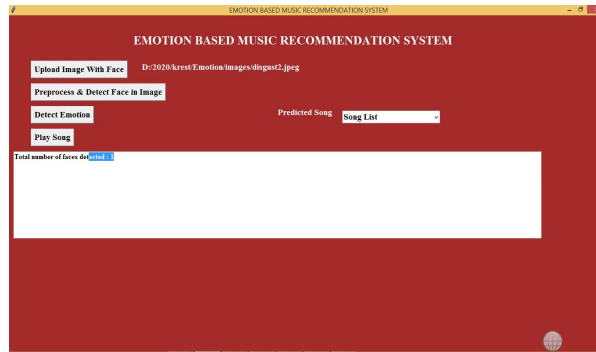 EMOTION BASED MUSIC RECOMMENDATION SYSTEM
EMOTION BASED MUSIC RECOMMENDATION SYSTEM
Upload Image With Face D:/2020/krest/Emotion/images/disgust2.jpeg
Preprocess & Detect Face in Image
Detect Emotion Predicted Song Song List
Play Song
Total number of faces detected : 1